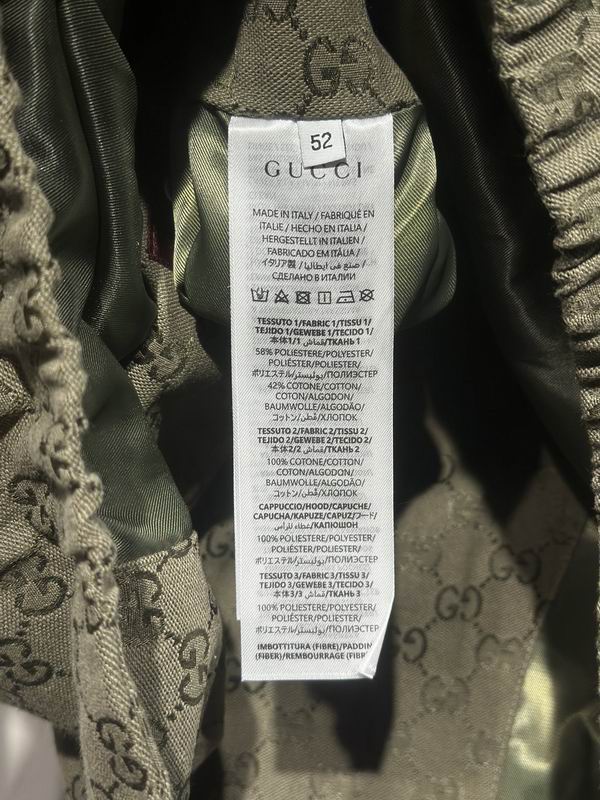 52
GUCCI
MADE IN ITALY / FABRIQUÉ EN
ITALIE / HECHO EN ITALIA /
HERGESTELLT IN ITALIEN /
FABRICADO EM ITÁLIA /
イタリア製 / صنع في ايطاليا /
СДЕЛАНО В ИТАЛИИ
TESSUTO 1/FABRIC 1/TISSU 1/
TEJIDO 1/GEWEBE 1/TECIDO 1/
本体1/1 قماش/ТКАНЬ 1
58% POLIESTERE/POLYESTER/
POLIÉSTER/POLIESTER/
ポリエステル/بوليستر/ПОЛИЭСТЕР
42% COTONE/COTTON/
COTON/ALGODON/
BAUMWOLLE/ALGODÃO/
コットン/قطن/ХЛОПОК
TESSUTO 2/FABRIC 2/TISSU 2/
TEJIDO 2/GEWEBE 2/TECIDO 2/
本体2/2 قماش/ТКАНЬ 2
100% COTONE/COTTON/
COTON/ALGODON/
BAUMWOLLE/ALGODÃO/
コットン/قطن/ХЛОПОК
CAPPUCCIO/HOOD/CAPUCHE/
CAPUCHA/KAPUZE/CAPUZ/フード/
غطاء للرأس/КАПЮШОН
100% POLIESTERE/POLYESTER/
POLIÉSTER/POLIESTER/
ポリエステル/بوليستر/ПОЛИЭСТЕР
TESSUTO 3/FABRIC 3/TISSU 3/
TEJIDO 3/GEWEBE 3/TECIDO 3/
本体3/3 قماش/ТКАНЬ 3
100% POLIESTERE/POLYESTER/
POLIÉSTER/POLIESTER/
ポリエステル/بوليستر/ПОЛИЭСТЕР
IMBOTTITURA (FIBRE)/PADDIN
(FIBER)/REMBOURRAGE (FIBR